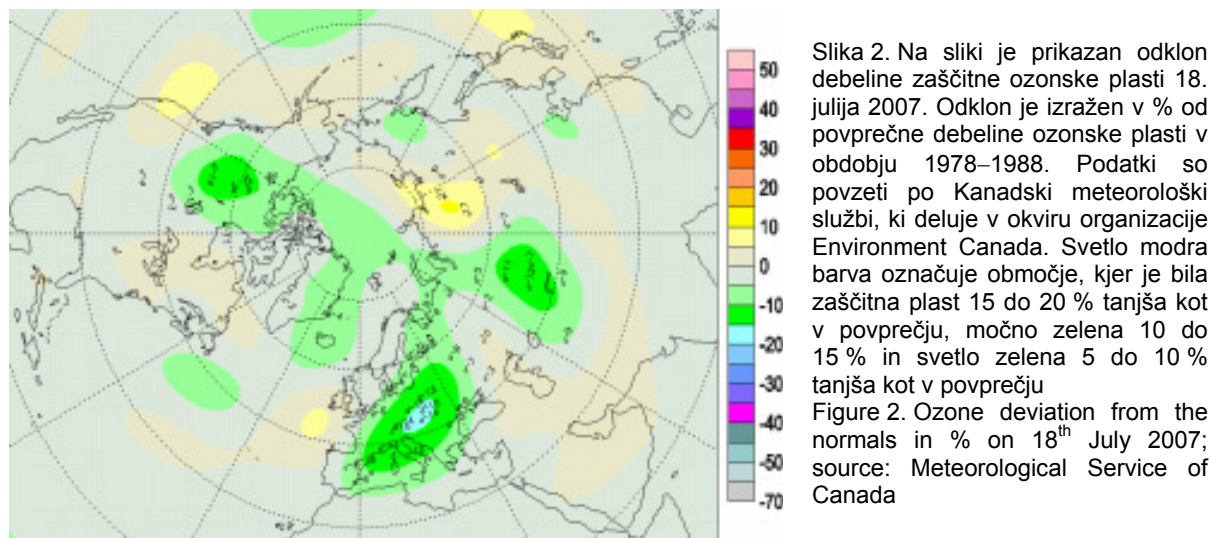 50
40
30
20
10
0
-10
-20
-30
-40
-50
-70
Slika 2. Na sliki je prikazan odklon
debeline zaščitne ozonske plasti 18.
julija 2007. Odklon je izražen v % od
povprečne debeline ozonske plasti v
obdobju 1978–1988. Podatki so
povzeti po Kanadski meteorološki
službi, ki deluje v okviru organizacije
Environment Canada. Svetlo modra
barva označuje območje, kjer je bila
zaščitna plast 15 do 20 % tanjša kot
v povprečju, močno zelena 10 do
15 % in svetlo zelena 5 do 10 %
tanjša kot v povprečju
Figure 2. Ozone deviation from the
normals in % on 18th July 2007;
source: Meteorological Service of
Canada